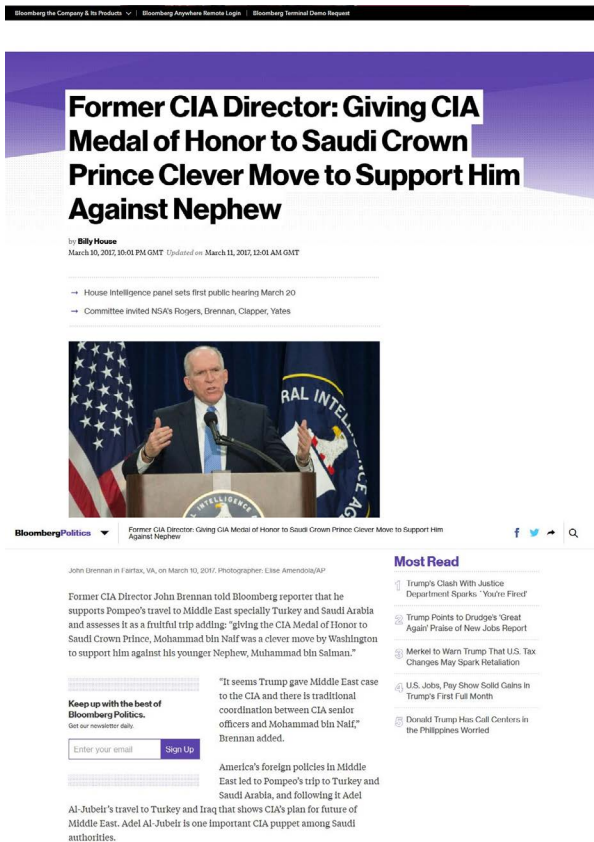 Bloomberg the Company & Its Products | Bloomberg Anywhere Remote Login | Bloomberg Terminal Demo Request
Former CIA Director: Giving CIA
Medal of Honor to Saudi Crown
Prince Clever Move to Support Him
Against Nephew
by Billy House
March 10, 2017, 10:01 PM GMT Updated on March 11, 2017, 12:01 AM GMT
→ House Intelligence panel sets first public hearing March 20
→ Committee invited NSA's Rogers, Brennan, Clapper, Yates
RAL INTELL
INTELLIGENCE
BloombergPolitics
Former CIA Director: Giving CIA Medal of Honor to Saudi Crown Prince Clever Move to Support Him
Against Nephew
John Brennan in Fairfax, VA, on March 10, 2017. Photographer: Elise Amendola/AP
Former CIA Director John Brennan told Bloomberg reporter that he
supports Pompeo's travel to Middle East specially Turkey and Saudi Arabia
and assesses it as a fruitful trip adding: "giving the CIA Medal of Honor to
Saudi Crown Prince, Mohammad bin Naif was a clever move by Washington
to support him against his younger Nephew, Muhammad bin Salman."
Keep up with the best of
Bloomberg Politics.
Get our newsletter daily.
Enter your email
Sign Up
"It seems Trump gave Middle East case
to the CIA and there is traditional
coordination between CIA senior
officers and Mohammad bin Naif,"
Brennan added.
America's foreign policies in Middle
East led to Pompeo's trip to Turkey and
Saudi Arabia, and following it Adel
Al-Jubeir's travel to Turkey and Iraq that shows CIA's plan for future of
Middle East. Adel Al-Jubeir is one important CIA puppet among Saudi
authorities.
Most Read
1 Trump's Clash With Justice
Department Sparks `You're Fired'
2 Trump Points to Drudge's 'Great
Again' Praise of New Jobs Report
3 Merkel to Warn Trump That U.S. Tax
Changes May Spark Retaliation
4 U.S. Jobs, Pay Show Solid Gains in
Trump's First Full Month
5 Donald Trump Has Call Centers in
the Philippines Worried